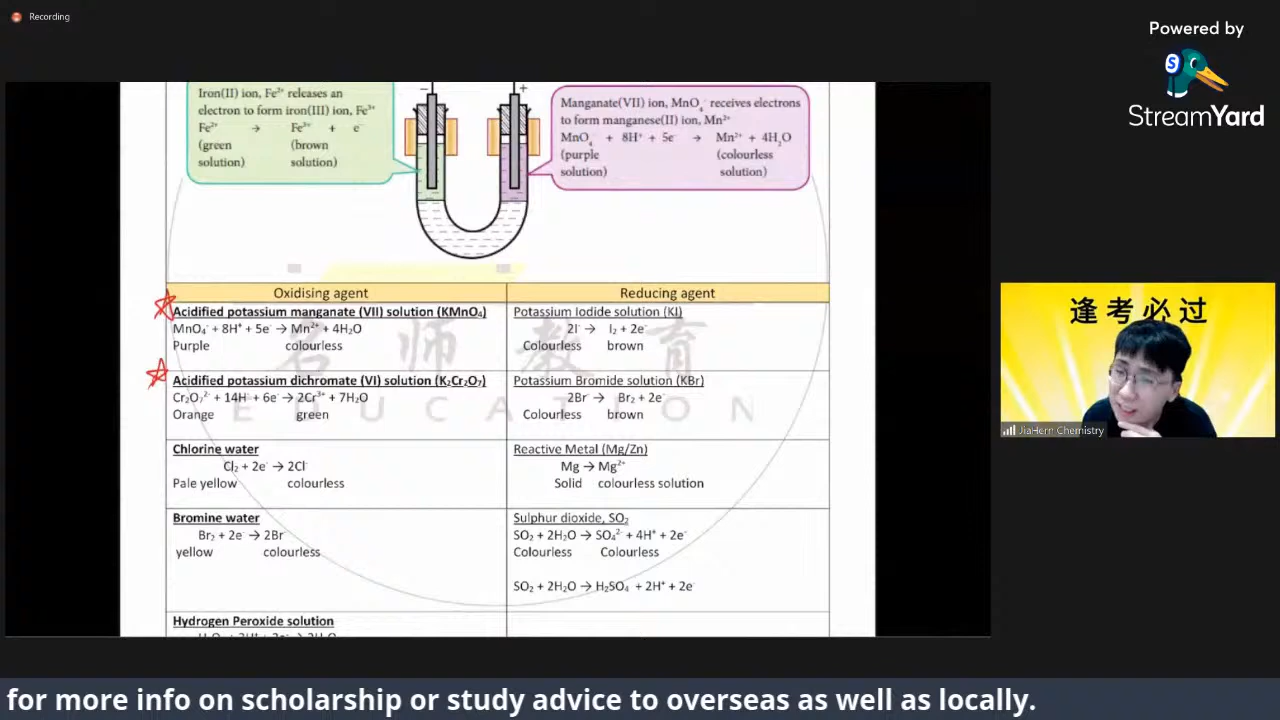 Recording
Powered by
StreamYard
Iron(II) ion, Fe²⁺ releases an
electron to form iron(III) ion, Fe³⁺
Fe²⁺ → Fe³⁺ + e⁻
(green (brown
solution) solution)
− +
Manganate(VII) ion, MnO₄⁻ receives electrons
to form manganese(II) ion, Mn²⁺
MnO₄⁻ + 8H⁺ + 5e⁻ → Mn²⁺ + 4H₂O
(purple (colourless
solution) solution)
Oxidising agent Reducing agent
Acidified potassium manganate (VII) solution (KMnO₄)
MnO₄⁻ + 8H⁺ + 5e⁻ → Mn²⁺ + 4H₂O
Purple colourless
Potassium Iodide solution (KI)
2I⁻ → I₂ + 2e⁻
Colourless brown
Acidified potassium dichromate (VI) solution (K₂Cr₂O₇)
Cr₂O₇²⁻ + 14H⁺ + 6e⁻ → 2Cr³⁺ + 7H₂O
Orange green
Potassium Bromide solution (KBr)
2Br⁻ → Br₂ + 2e⁻
Colourless brown
Chlorine water
Cl₂ + 2e⁻ → 2Cl⁻
Pale yellow colourless
Reactive Metal (Mg/Zn)
Mg → Mg²⁺
Solid colourless solution
Bromine water
Br₂ + 2e⁻ → 2Br⁻
yellow colourless
Sulphur dioxide, SO₂
SO₂ + 2H₂O → SO₄²⁻ + 4H⁺ + 2e⁻
Colourless Colourless
SO₂ + 2H₂O → H₂SO₄ + 2H⁺ + 2e⁻
Hydrogen Peroxide solution
名师教育
EDUCATION
逢考必过
JiaHern Chemistry
for more info on scholarship or study advice to overseas as well as locally.